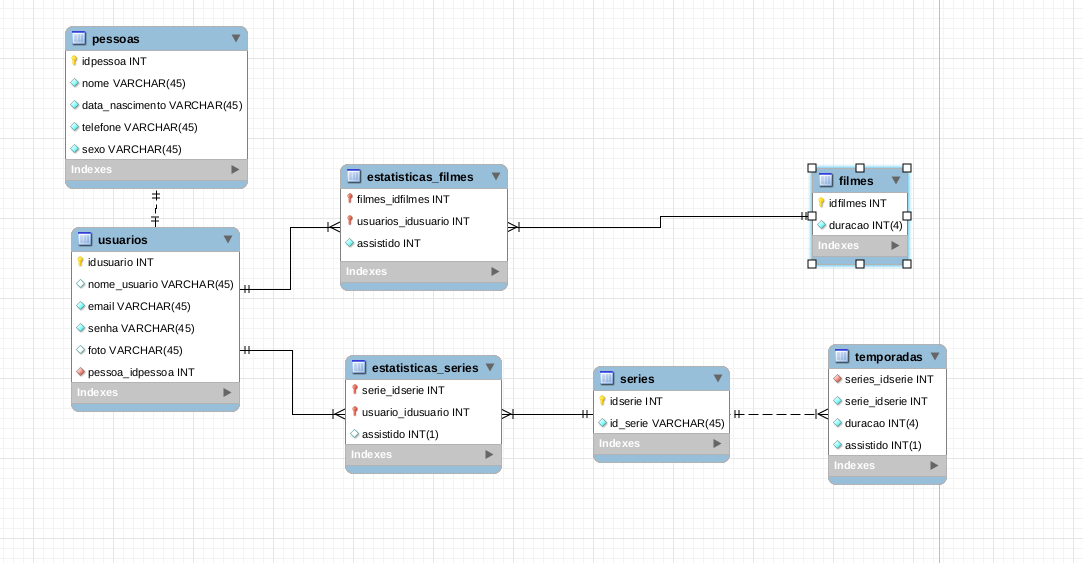 pessoas
idpessoa INT
nome VARCHAR(45)
data_nascimento VARCHAR(45)
telefone VARCHAR(45)
sexo VARCHAR(45)
Indexes
usuarios
idusuario INT
nome_usuario VARCHAR(45)
email VARCHAR(45)
senha VARCHAR(45)
foto VARCHAR(45)
pessoa_idpessoa INT
Indexes
estatisticas_filmes
filmes_idfilmes INT
usuarios_idusuario INT
assistido INT
Indexes
filmes
idfilmes INT
duracao INT(4)
Indexes
estatisticas_series
serie_idserie INT
usuario_idusuario INT
assistido INT(1)
Indexes
series
idserie INT
id_serie VARCHAR(45)
Indexes
temporadas
series_idserie INT
serie_idserie INT
duracao INT(4)
assistido INT(1)
Indexes